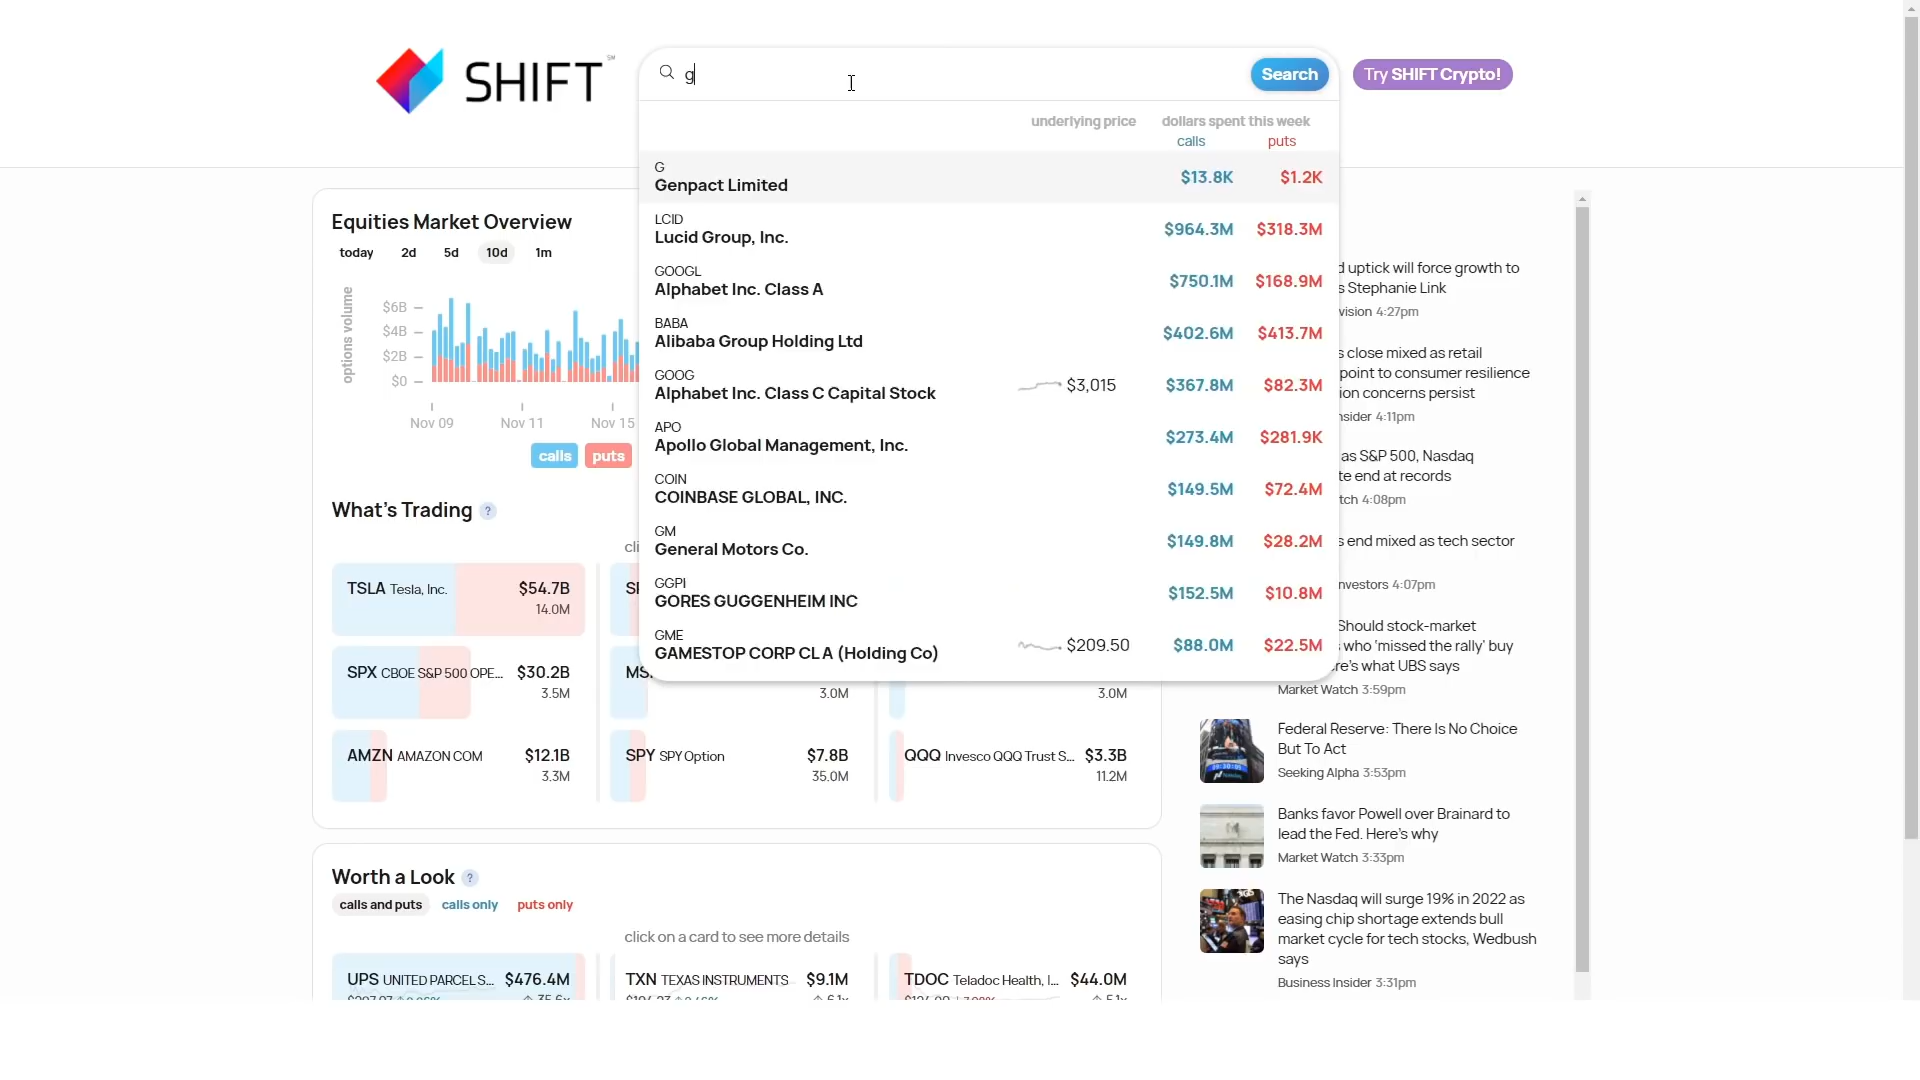 SHIFT
SM
g
Search
Try SHIFT Crypto!
underlying price
dollars spent this week
calls
puts
G
Genpact Limited
$13.8K
$1.2K
LCID
Lucid Group, Inc.
$964.3M
$318.3M
GOOGL
Alphabet Inc. Class A
$750.1M
$168.9M
BABA
Alibaba Group Holding Ltd
$402.6M
$413.7M
GOOG
Alphabet Inc. Class C Capital Stock
$3,015
$367.8M
$82.3M
APO
Apollo Global Management, Inc.
$273.4M
$281.9K
COIN
COINBASE GLOBAL, INC.
$149.5M
$72.4M
GM
General Motors Co.
$149.8M
$28.2M
GGPI
GORES GUGGENHEIM INC
$152.5M
$10.8M
GME
GAMESTOP CORP CL A (Holding Co)
$209.50
$88.0M
$22.5M
Equities Market Overview
today
2d
5d
10d
1m
options volume
$6B
$4B
$2B
$0
Nov 09
Nov 11
Nov 15
calls
puts
What's Trading ?
cli
TSLA Tesla, Inc.
$54.7B
14.0M
SPX CBOE S&P 500 OPE...
$30.2B
3.5M
3.0M
3.0M
AMZN AMAZON COM
$12.1B
3.3M
SPY SPY Option
$7.8B
35.0M
QQQ Invesco QQQ Trust S...
$3.3B
11.2M
Worth a Look ?
calls and puts
calls only
puts only
click on a card to see more details
UPS UNITED PARCEL S...
$476.4M
TXN TEXAS INSTRUMENTS
$9.1M
TDOC Teladoc Health, I...
$44.0M
d uptick will force growth to
s Stephanie Link
vision 4:27pm
s close mixed as retail
point to consumer resilience
ion concerns persist
nsider 4:11pm
as S&P 500, Nasdaq
te end at records
tch 4:08pm
s end mixed as tech sector
nvestors 4:07pm
Should stock-market
who 'missed the rally' buy
re's what UBS says
Market Watch 3:59pm
Federal Reserve: There Is No Choice
But To Act
Seeking Alpha 3:53pm
Banks favor Powell over Brainard to
lead the Fed. Here's why
Market Watch 3:33pm
The Nasdaq will surge 19% in 2022 as
easing chip shortage extends bull
market cycle for tech stocks, Wedbush
says
Business Insider 3:31pm